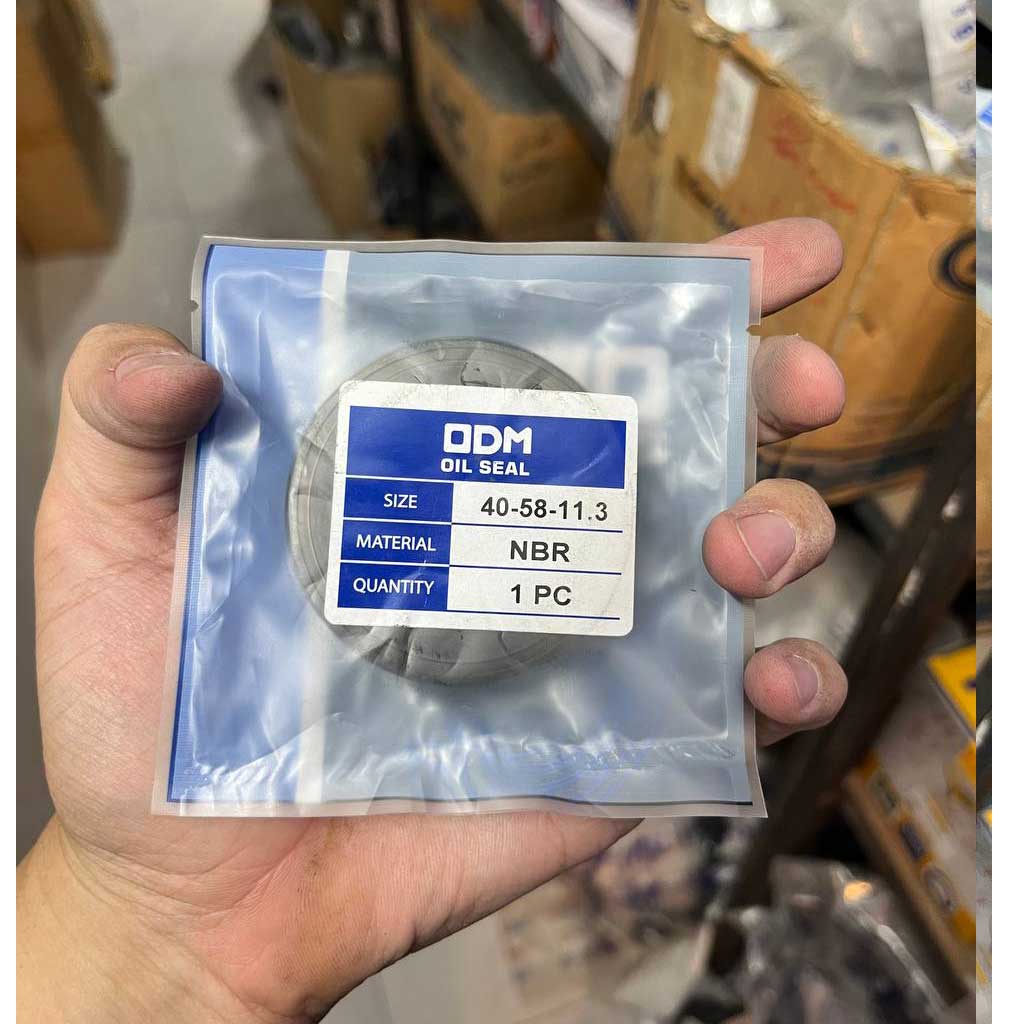 ODM
OIL SEAL
SIZE 40-58-11.3
MATERIAL NBR
QUANTITY 1 PC